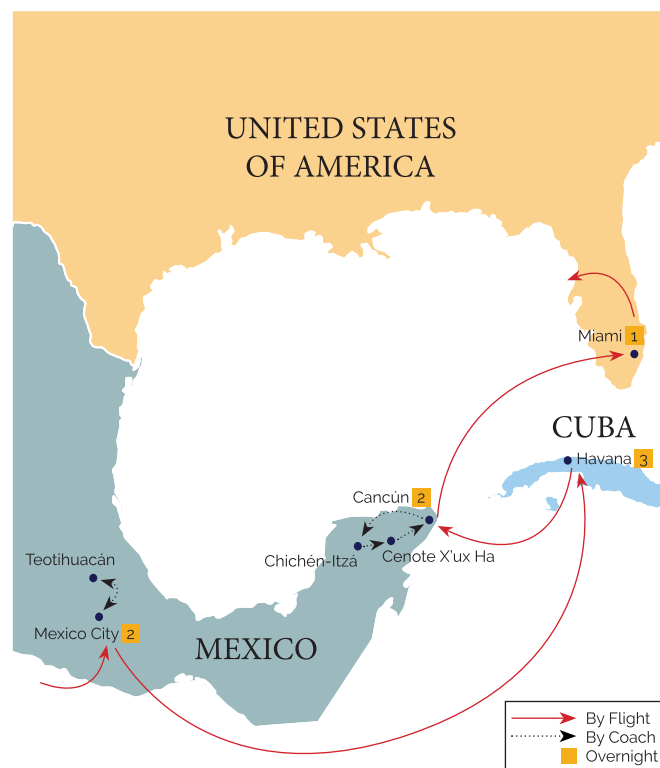 UNITED STATES
OF AMERICA
Miami 1
CUBA
Havana 3
Cancún 2
Chichén-Itzá
Cenote X'ux Ha
Teotihuacán
Mexico City 2
MEXICO
By Flight
By Coach
Overnight